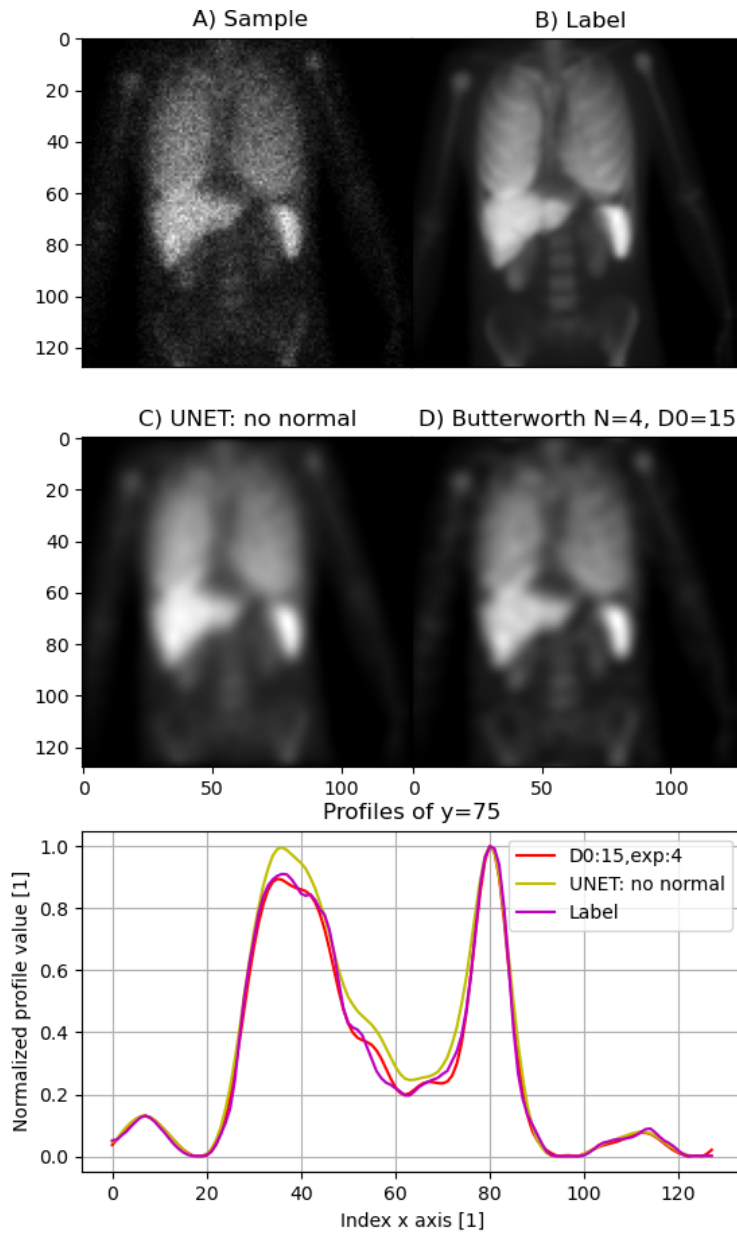 A) Sample B) Label
0
20
40
60
80
100
120
C) UNET: no normal D) Butterworth N=4, D0=15
0
20
40
60
80
100
120
0 50 100 0 50 100
Profiles of y=75
1.0
0.8
0.6
0.4
0.2
0.0
Normalized profile value [1]
D0:15,exp:4
UNET: no normal
Label
0 20 40 60 80 100 120
Index x axis [1]